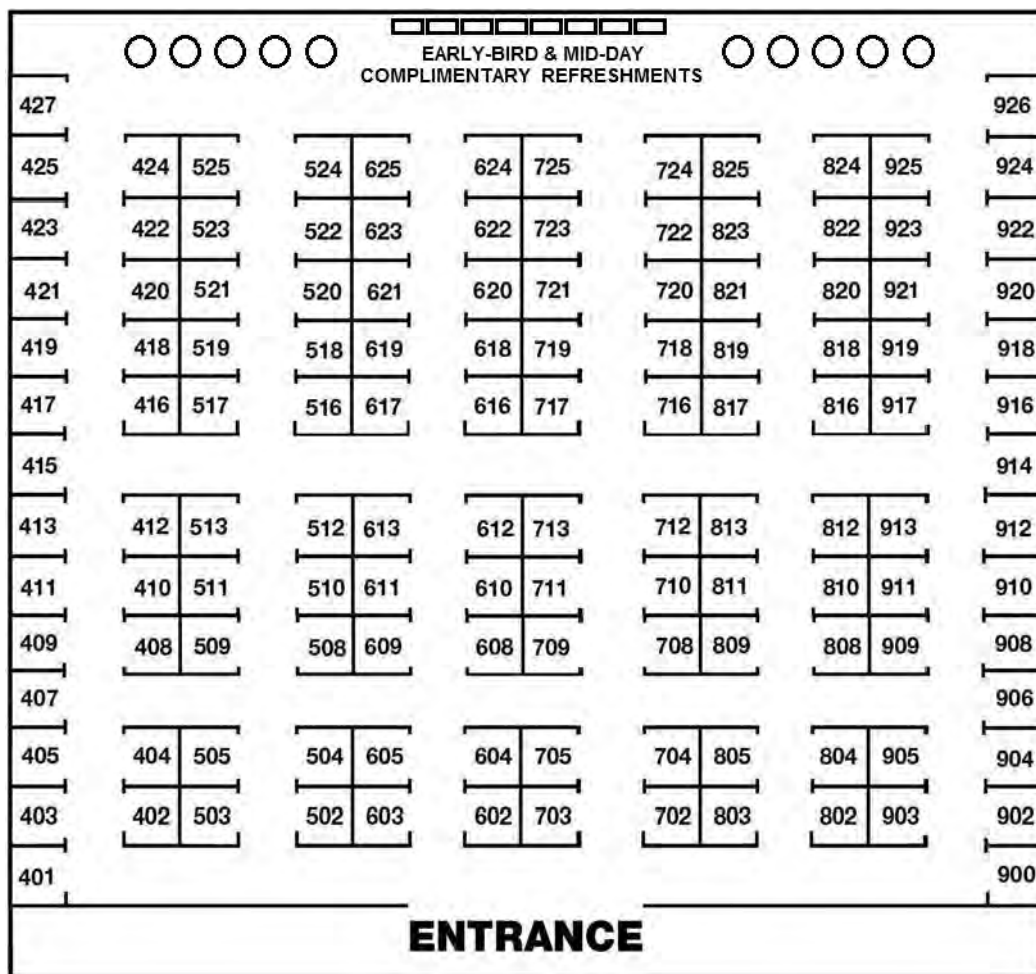 EARLY-BIRD & MID-DAY
COMPLIMENTARY REFRESHMENTS
427 926
425 424 525 524 625 624 725 724 825 824 925 924
423 422 523 522 623 622 723 722 823 822 923 922
421 420 521 520 621 620 721 720 821 820 921 920
419 418 519 518 619 618 719 718 819 818 919 918
417 416 517 516 617 616 717 716 817 816 917 916
415 914
413 412 513 512 613 612 713 712 813 812 913 912
411 410 511 510 611 610 711 710 811 810 911 910
409 408 509 508 609 608 709 708 809 808 909 908
407 906
405 404 505 504 605 604 705 704 805 804 905 904
403 402 503 502 603 602 703 702 803 802 903 902
401 900
ENTRANCE